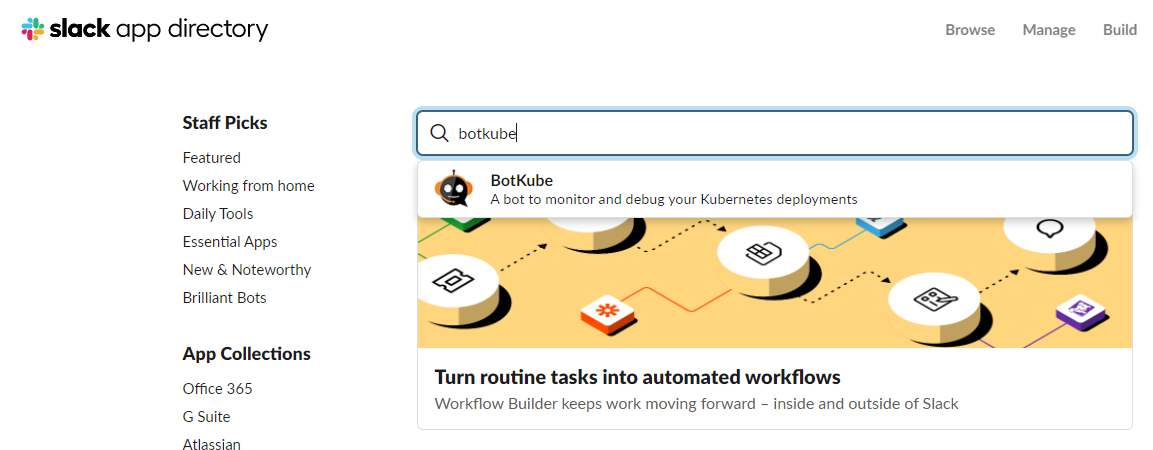 slack app directory
Browse Manage Build
Staff Picks
Featured
Working from home
Daily Tools
Essential Apps
New & Noteworthy
Brilliant Bots
App Collections
Office 365
G Suite
Atlassian
botkube
BotKube
A bot to monitor and debug your Kubernetes deployments
Turn routine tasks into automated workflows
Workflow Builder keeps work moving forward – inside and outside of Slack